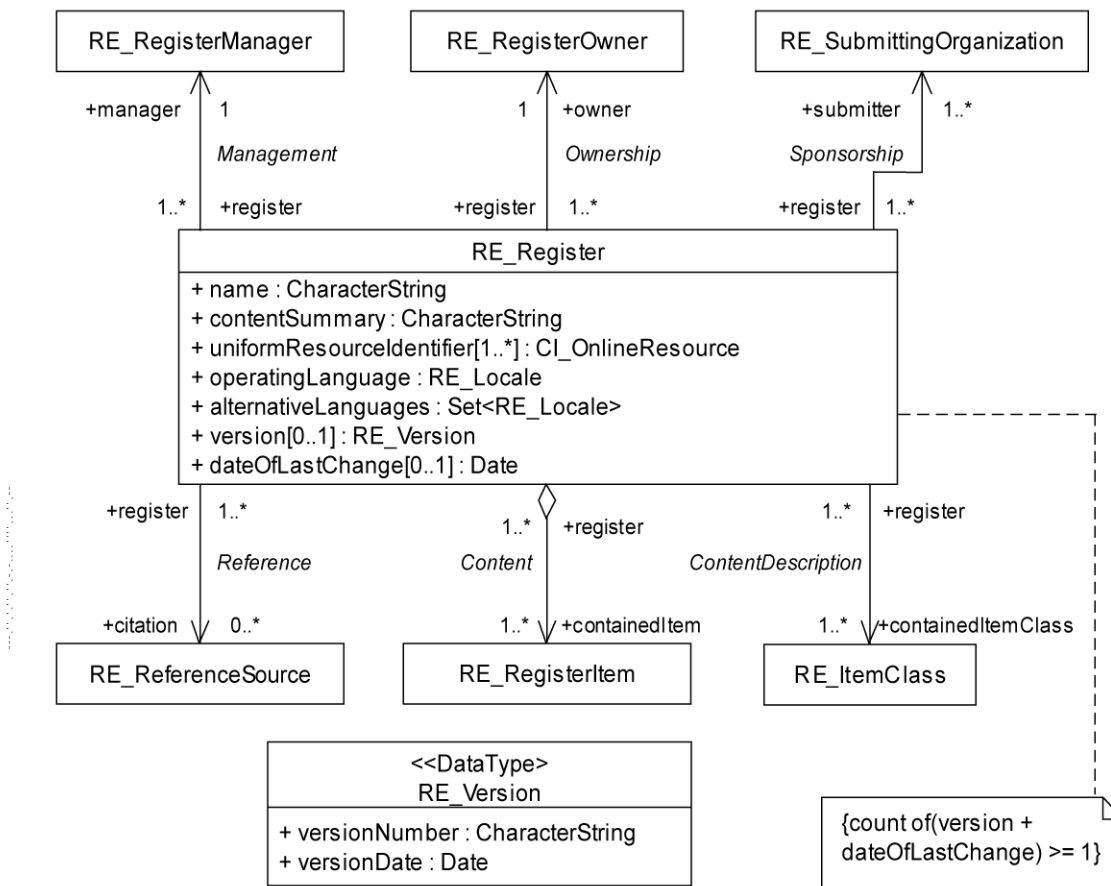 RE_RegisterManager
RE_RegisterOwner
RE_SubmittingOrganization
+manager 1
1 +owner
+submitter 1..*
Management
Ownership
Sponsorship
1..* +register
+register 1..*
+register 1..*
RE_Register
+ name : CharacterString
+ contentSummary : CharacterString
+ uniformResourceIdentifier[1..*] : CI_OnlineResource
+ operatingLanguage : RE_Locale
+ alternativeLanguages : Set<RE_Locale>
+ version[0..1] : RE_Version
+ dateOfLastChange[0..1] : Date
+register 1..*
1..* +register
1..* +register
Reference
Content
ContentDescription
+citation 0..*
1..* +containedItem
1..* +containedItemClass
RE_ReferenceSource
RE_RegisterItem
RE_ItemClass
<<DataType>
RE_Version
+ versionNumber : CharacterString
+ versionDate : Date
{count of(version +
dateOfLastChange) >= 1}